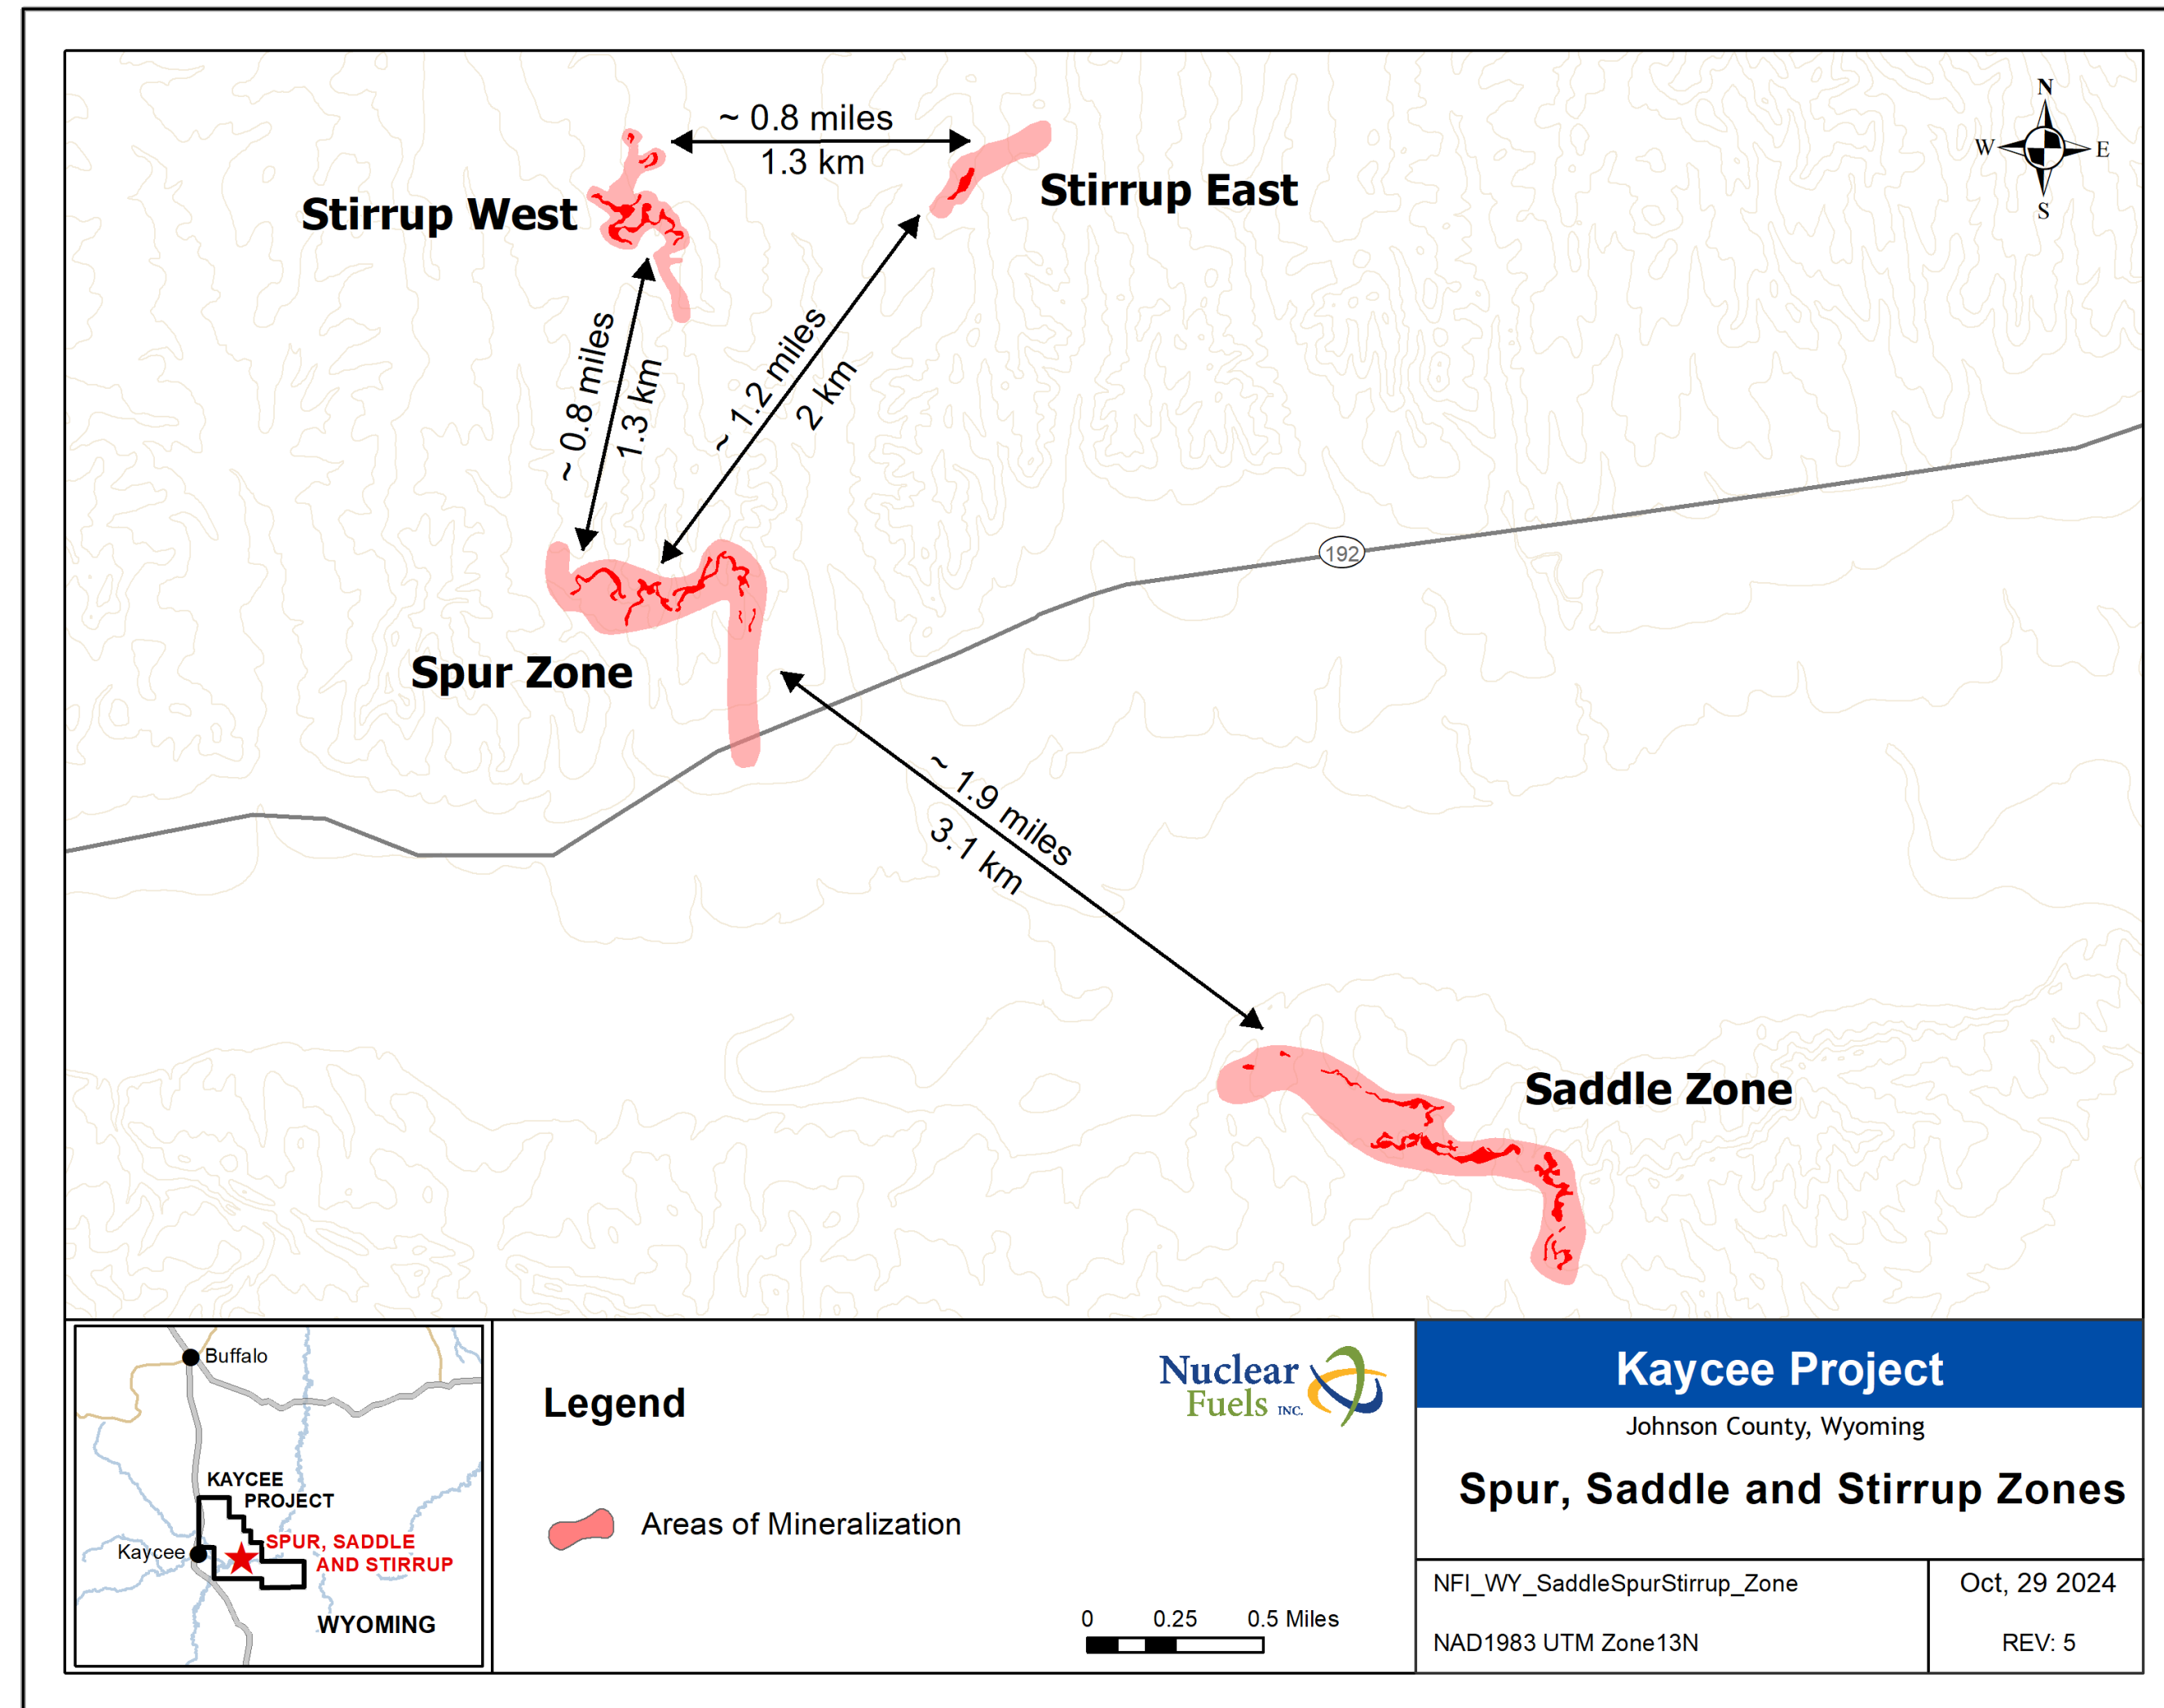 N
W
E
S
~ 0.8 miles
1.3 km
Stirrup West
Stirrup East
~ 0.8 miles
1.3 km
~ 1.2 miles
2 km
192
Spur Zone
~ 1.9 miles
3.1 km
Saddle Zone
Buffalo
KAYCEE
PROJECT
Kaycee
SPUR, SADDLE
AND STIRRUP
WYOMING
Legend
Areas of Mineralization
Nuclear
Fuels INC.
0 0.25 0.5 Miles
Kaycee Project
Johnson County, Wyoming
Spur, Saddle and Stirrup Zones
NFI_WY_SaddleSpurStirrup_Zone
Oct, 29 2024
NAD1983 UTM Zone13N
REV: 5